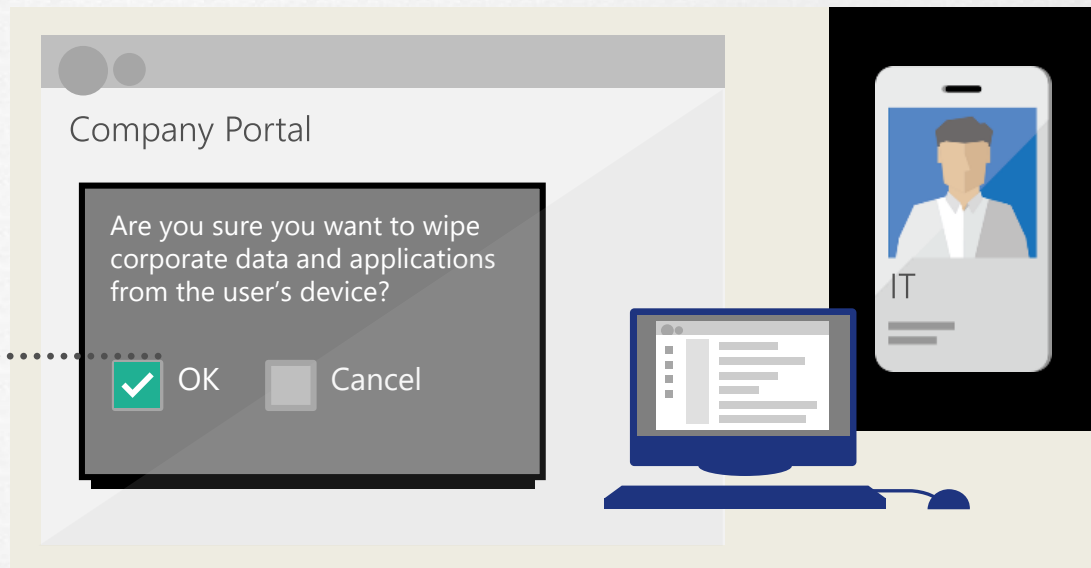 Company Portal
Are you sure you want to wipe
corporate data and applications
from the user's device?
OK
Cancel
IT